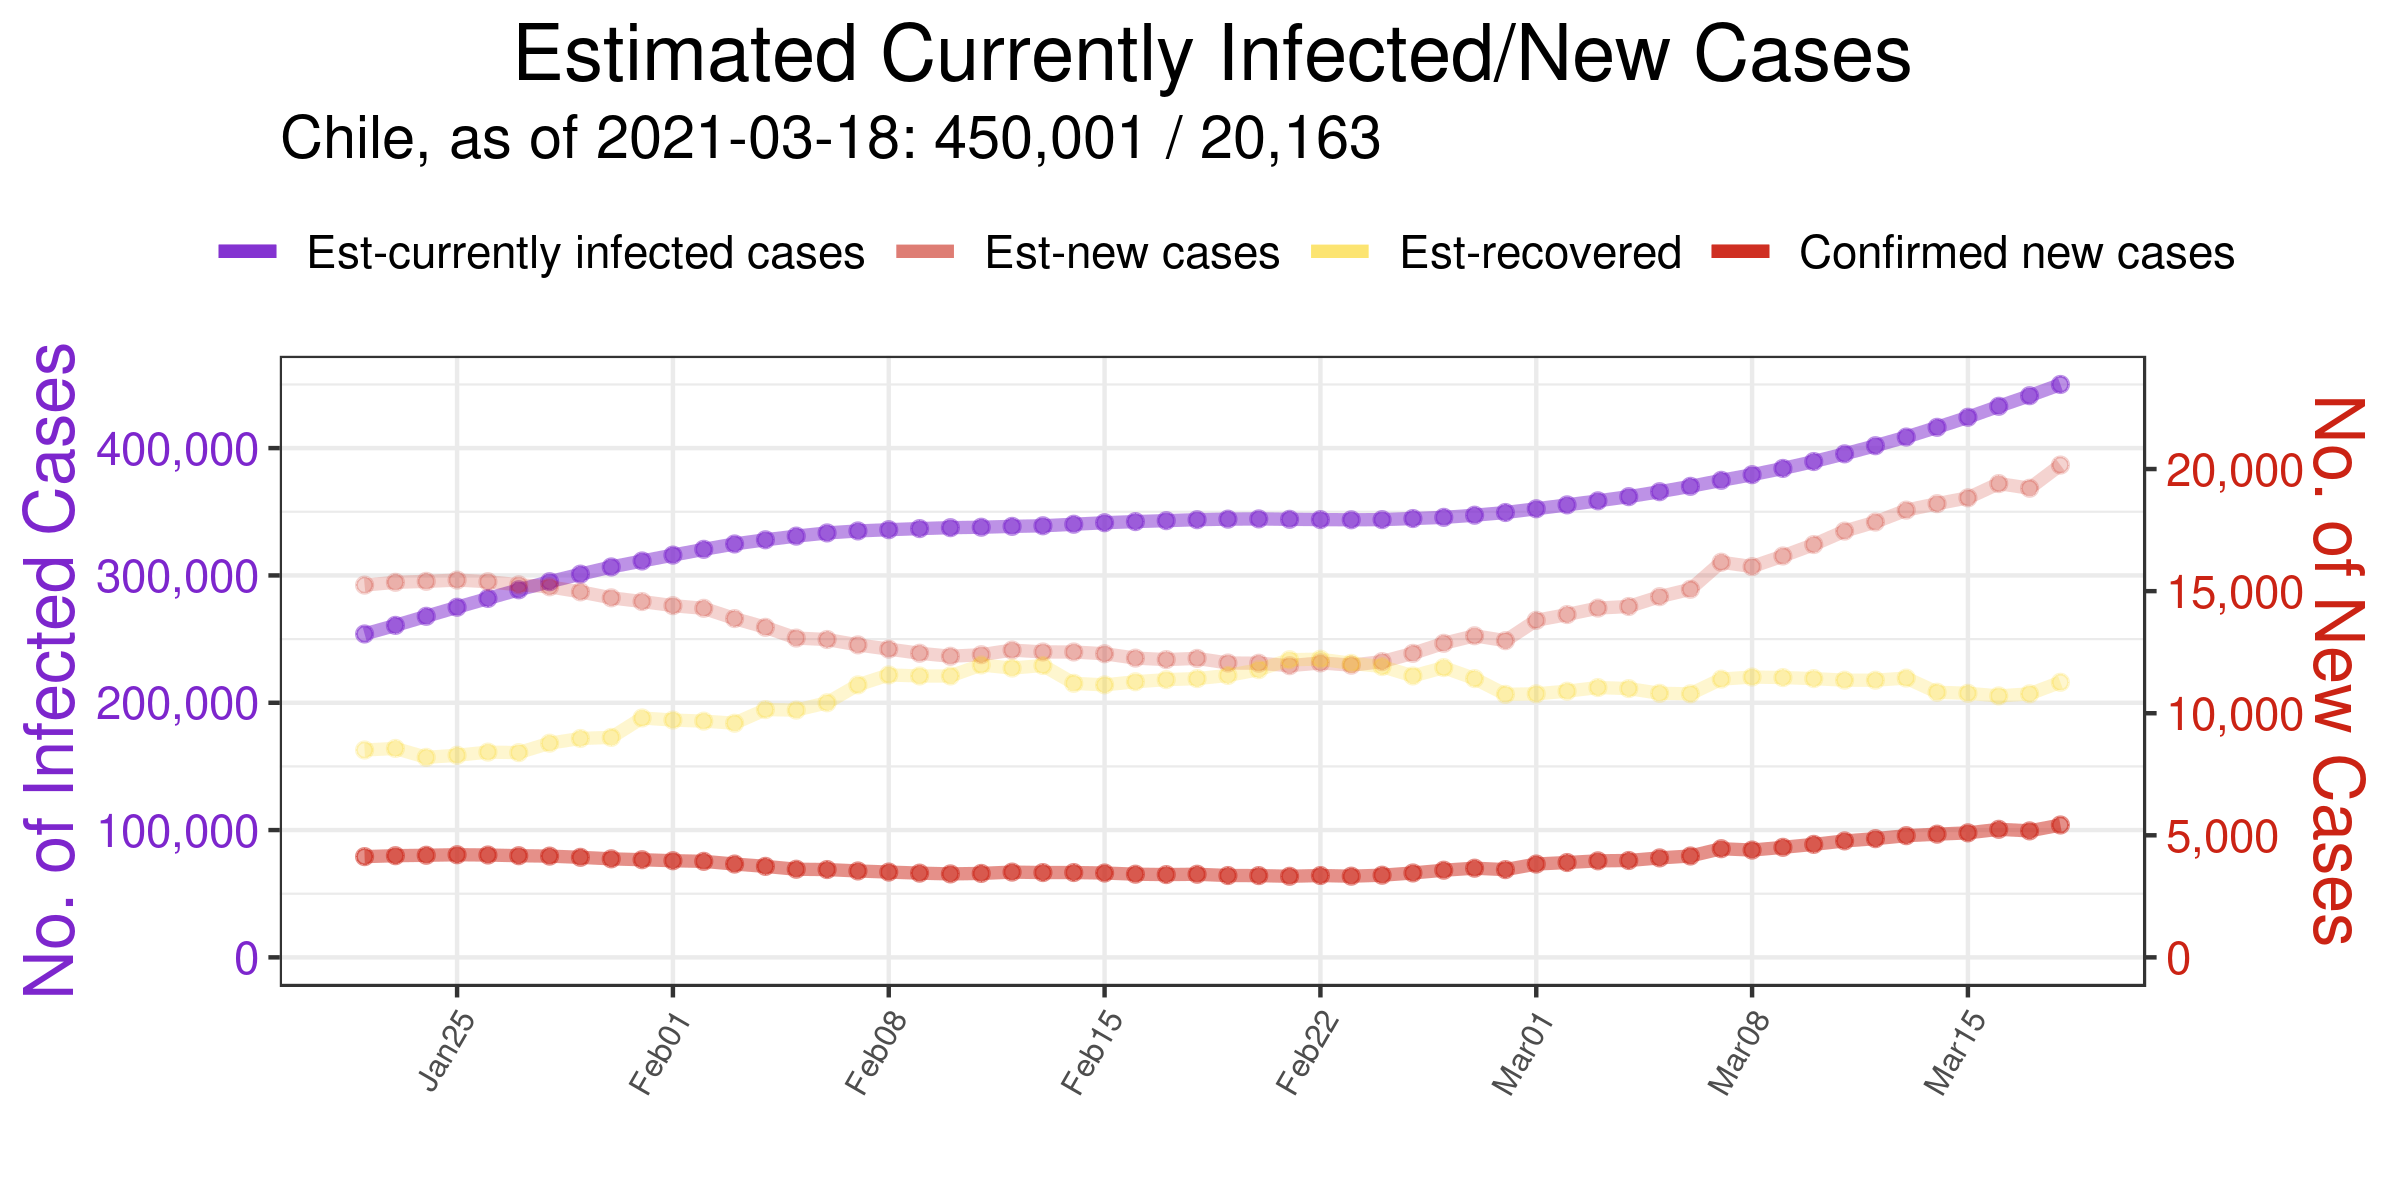 Estimated Currently Infected/New Cases
Chile, as of 2021-03-18: 450,001 / 20,163
Est-currently infected cases Est-new cases Est-recovered Confirmed new cases
No. of Infected Cases
400,000
300,000
200,000
100,000
0
20,000
15,000
10,000
5,000
0
No. of New Cases
Jan25 Feb01 Feb08 Feb15 Feb22 Mar01 Mar08 Mar15